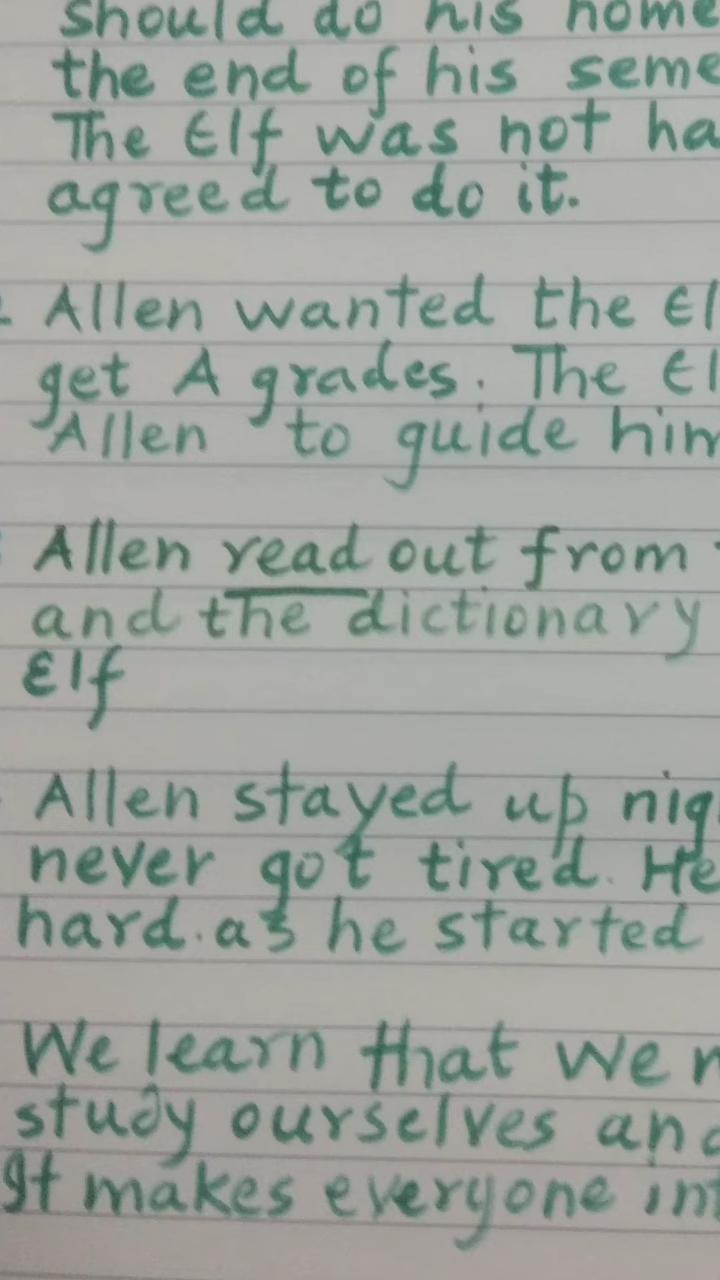 should do his home
the end of his seme
The Elf was not ha
agreed to do it.
Allen wanted the El
get A grades. The El
Allen to guide him
Allen read out from
and the dictionary
Elf
Allen stayed up nig
never got tired. He
hard. as he started
We learn that we
study ourselves and
It makes everyone int